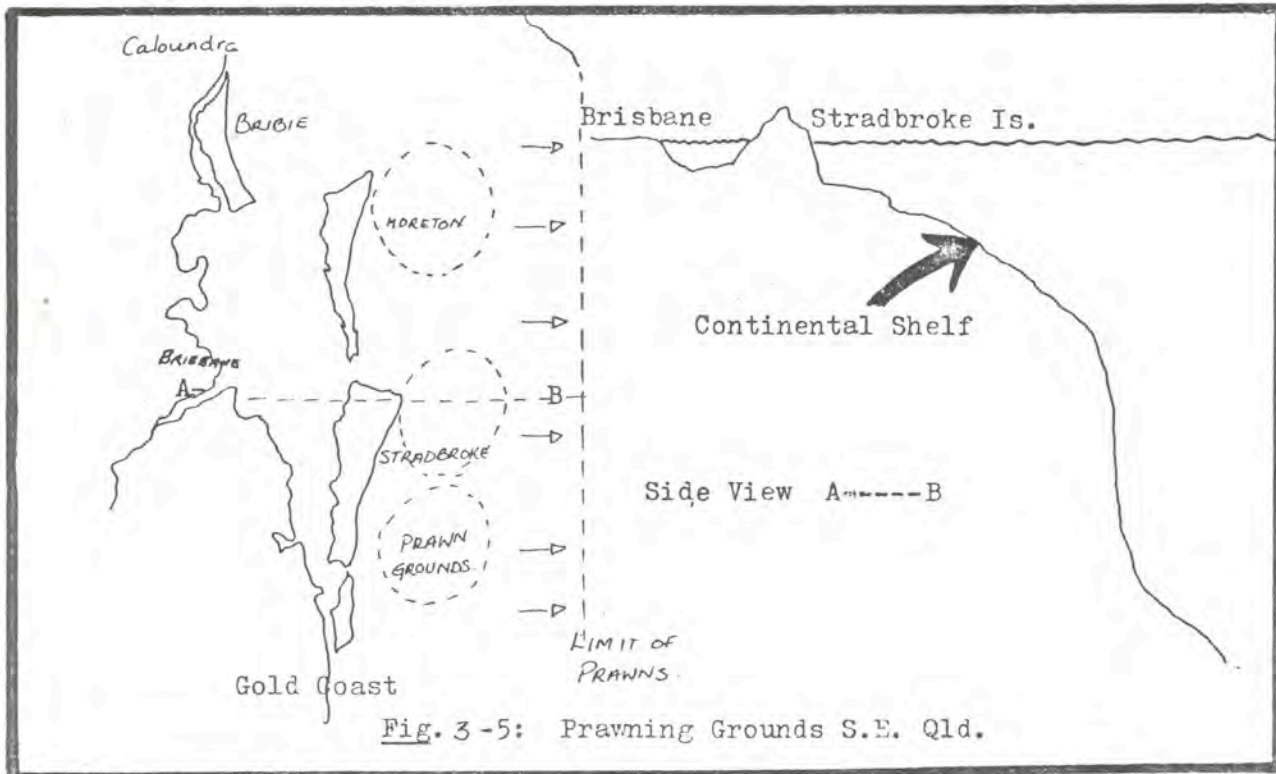 Caloundra
BRIBIE
MORETON
BRISBANE
A-
B
STRADBROKE
PRAWN
GROUNDS.
LIMIT OF
PRAWNS
Gold Coast
Brisbane
Stradbroke Is.
Continental Shelf
Side View A-----B
Fig. 3-5: Prawning Grounds S.E. Qld.